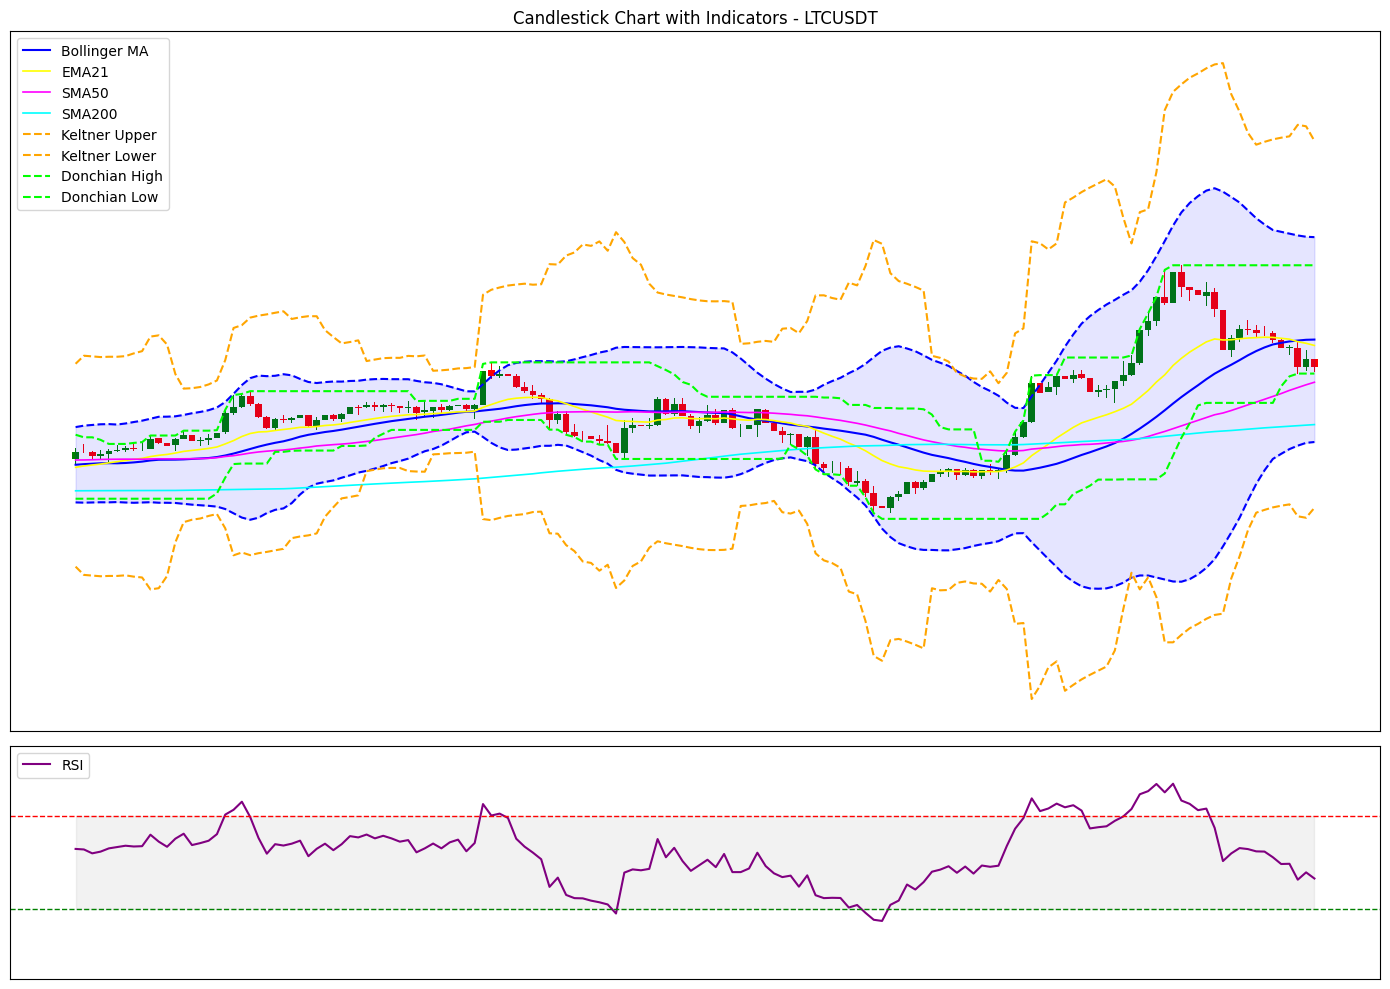 Candlestick Chart with Indicators - LTCUSDT
Bollinger MA
EMA21
SMA50
SMA200
Keltner Upper
Keltner Lower
Donchian High
Donchian Low
RSI